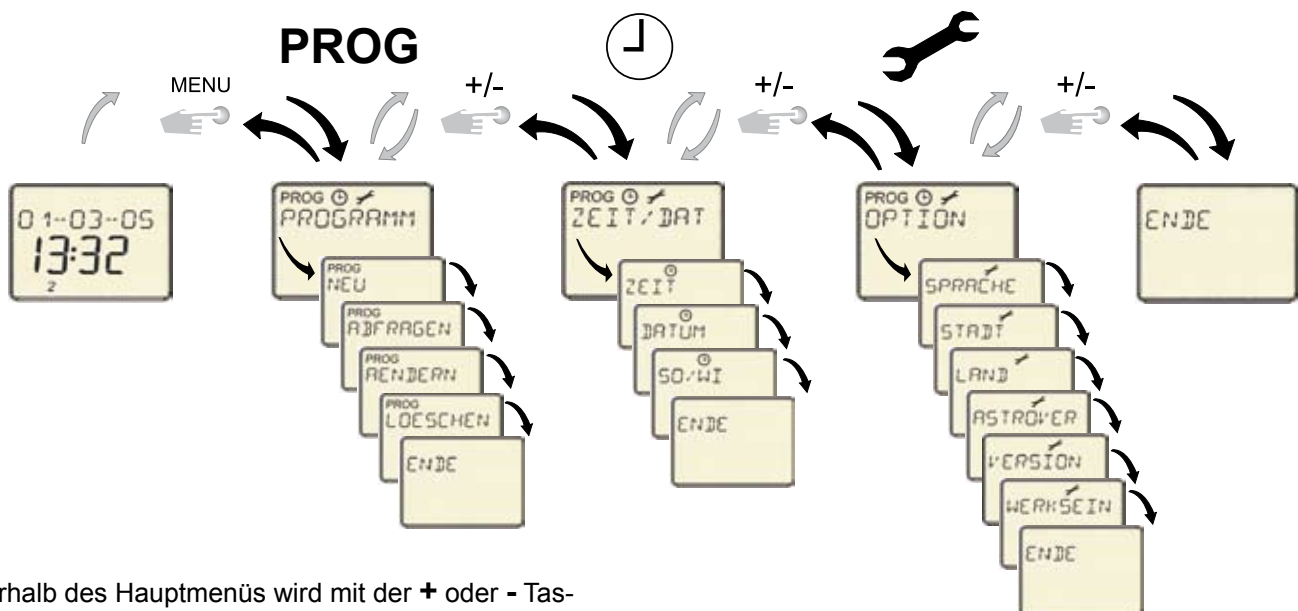 PROG
MENU
+/-
+/-
+/-
01-03-05
13:32
2
PROG
PROGRAMM
PROG
NEU
PROG
ABFRAGEN
PROG
AENDERN
PROG
LOESCHEN
ENDE
PROG
ZEIT/DAT
ZEIT
DATUM
SO/WI
ENDE
PROG
OPTION
SPRACHE
STADT
LAND
ASTROVER
VERSION
WERKSEIN
ENDE
ENDE
rhalb des Hauptmenüs wird mit der + oder - Tas-